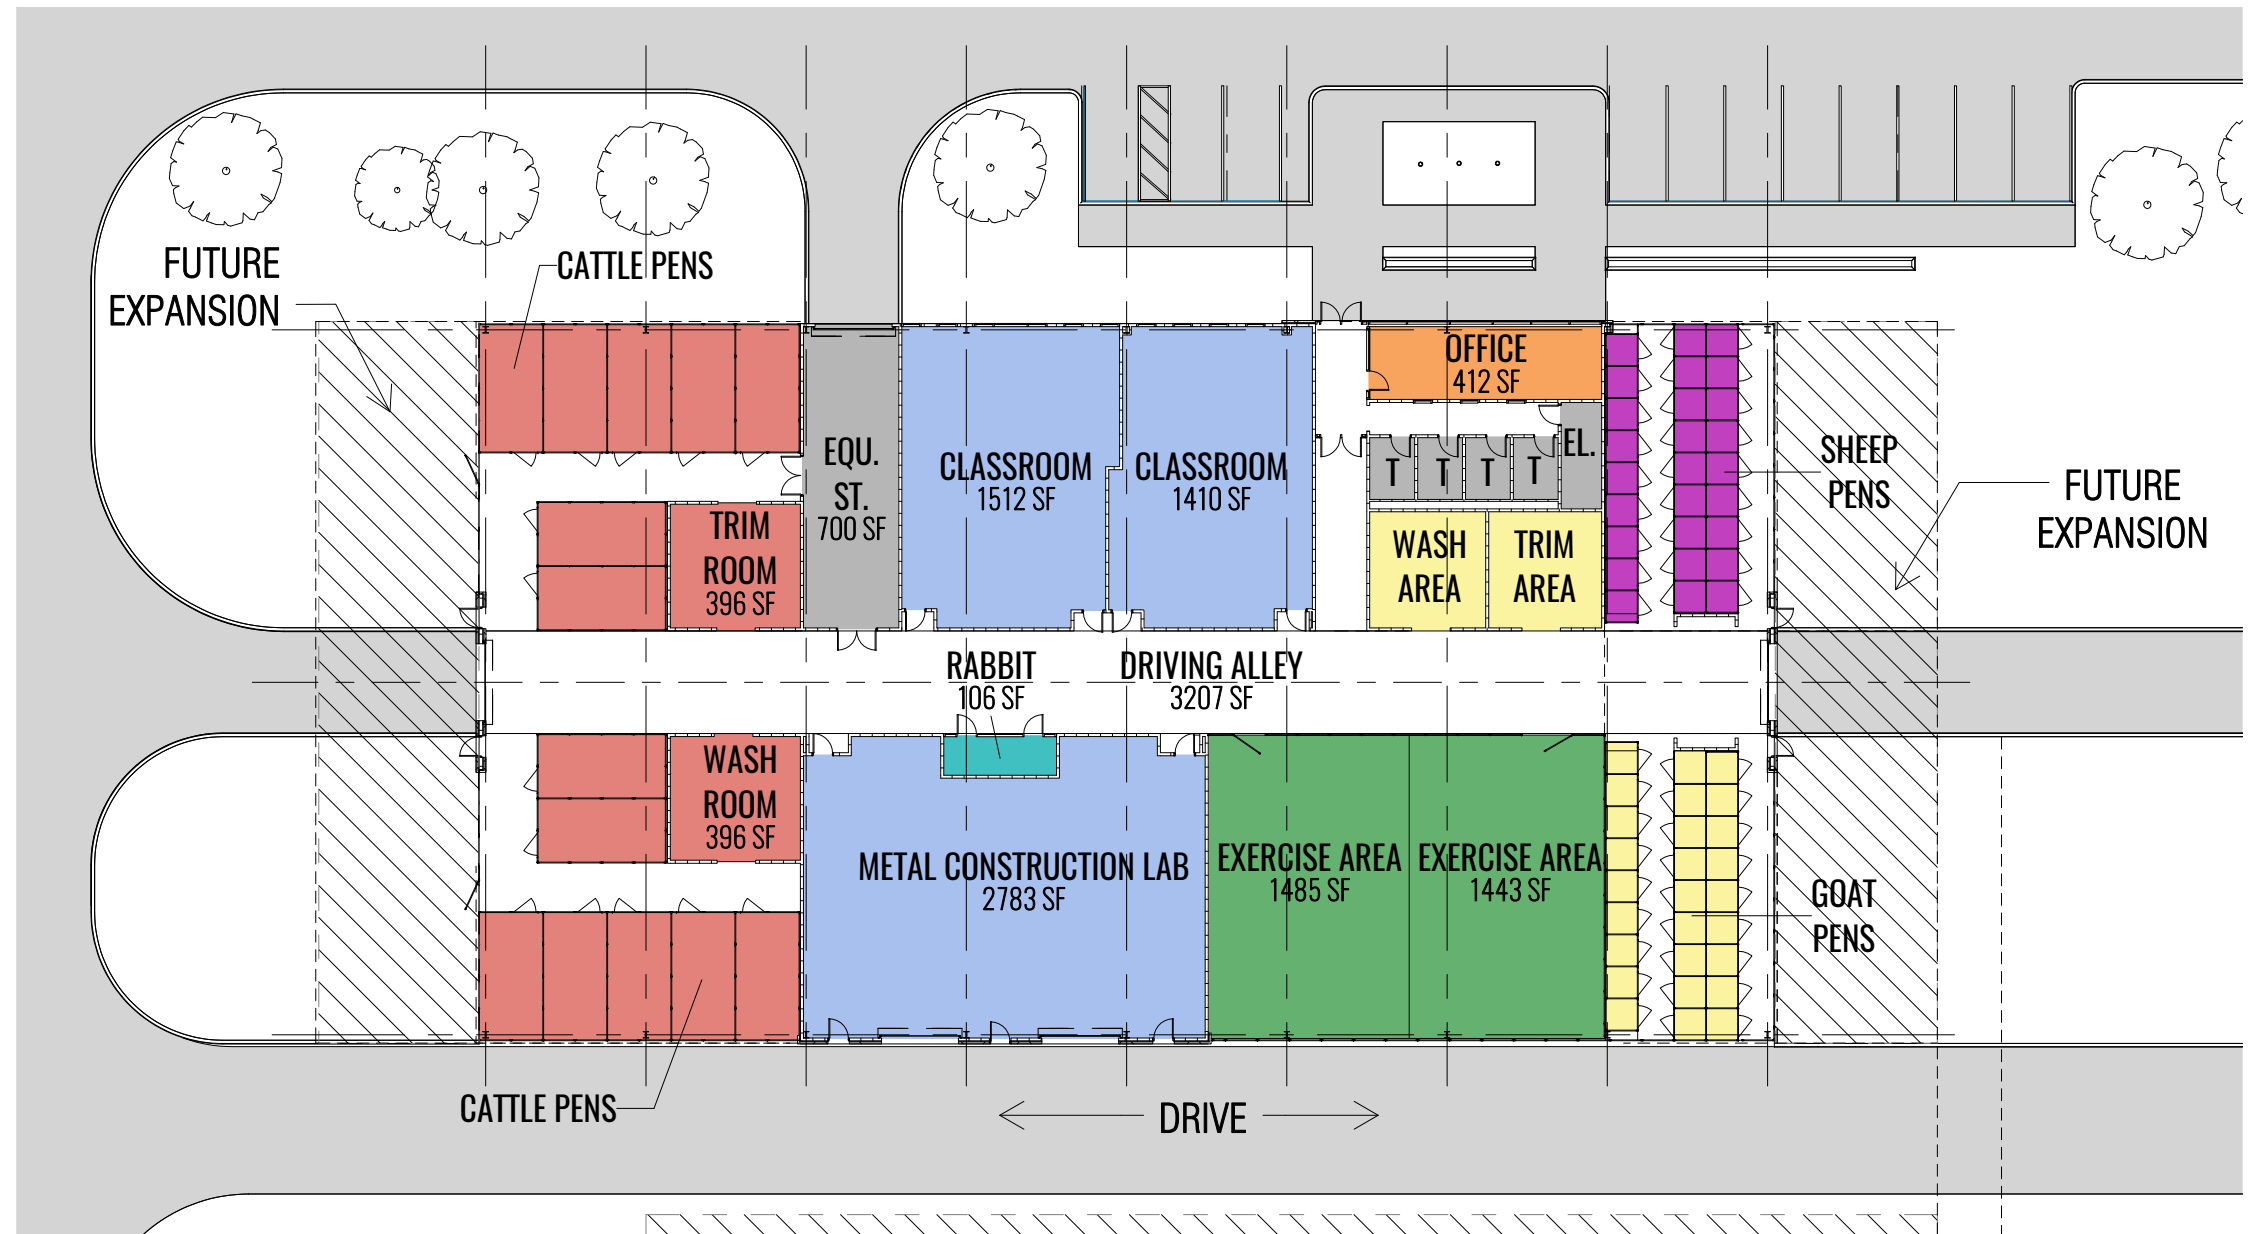 FUTURE
EXPANSION
CATTLE PENS
OFFICE
412 SF
EQU.
ST.
700 SF
CLASSROOM
1512 SF
CLASSROOM
1410 SF
EL.
T
T
T
T
SHEEP
PENS
FUTURE
EXPANSION
TRIM
ROOM
396 SF
WASH
AREA
TRIM
AREA
RABBIT
106 SF
DRIVING ALLEY
3207 SF
WASH
ROOM
396 SF
METAL CONSTRUCTION LAB
2783 SF
EXERCISE AREA
1485 SF
EXERCISE AREA
1443 SF
GOAT
PENS
CATTLE PENS
DRIVE